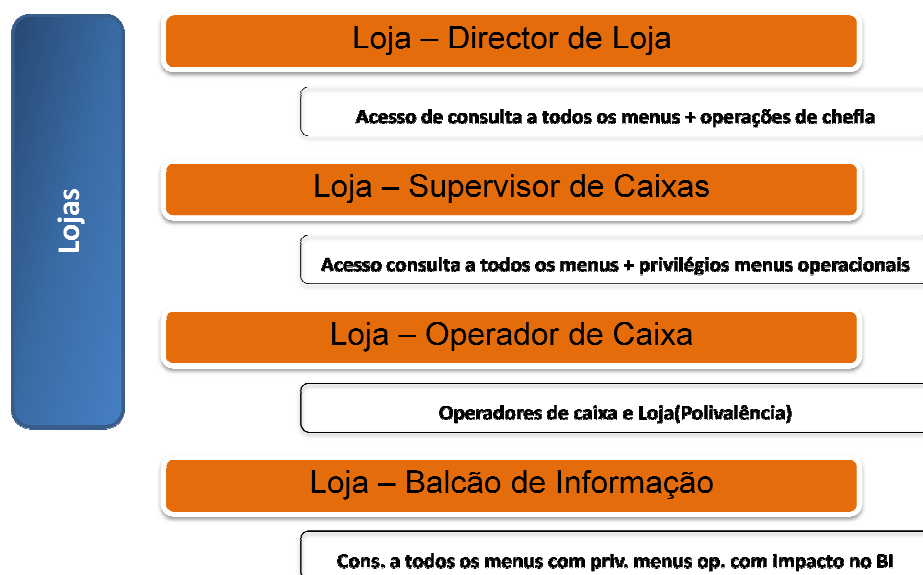 Lojas
Loja – Director de Loja
Acesso de consulta a todos os menus + operações de chefia
Loja – Supervisor de Caixas
Acesso consulta a todos os menus + privilégios menus operacionais
Loja – Operador de Caixa
Operadores de caixa e Loja(Polivalência)
Loja – Balcão de Informação
Cons. a todos os menus com priv. menus op. com impacto no BI